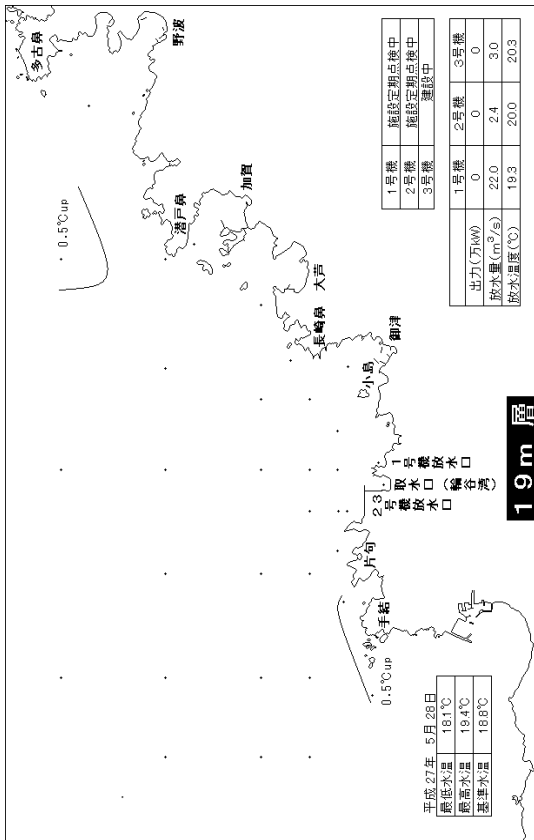 多古鼻
野波
0.5℃up
潜戸鼻
加賀
大芦
長崎鼻
御津
小島
1号機放水口
取水口(輪谷湾)
2,3号機放水口
片句
手結
0.5℃up
1号機 施設定期点検中
2号機 施設定期点検中
3号機 建設中
1号機 2号機 3号機
出力(万kW) 0 0 0
放水量(m³/s) 22.0 2.4 3.0
放水温度(℃) 19.3 20.0 20.3
19m 層
平成 27年 5月 28日
最低水温 18.1℃
最高水温 19.4℃
基準水温 18.8℃